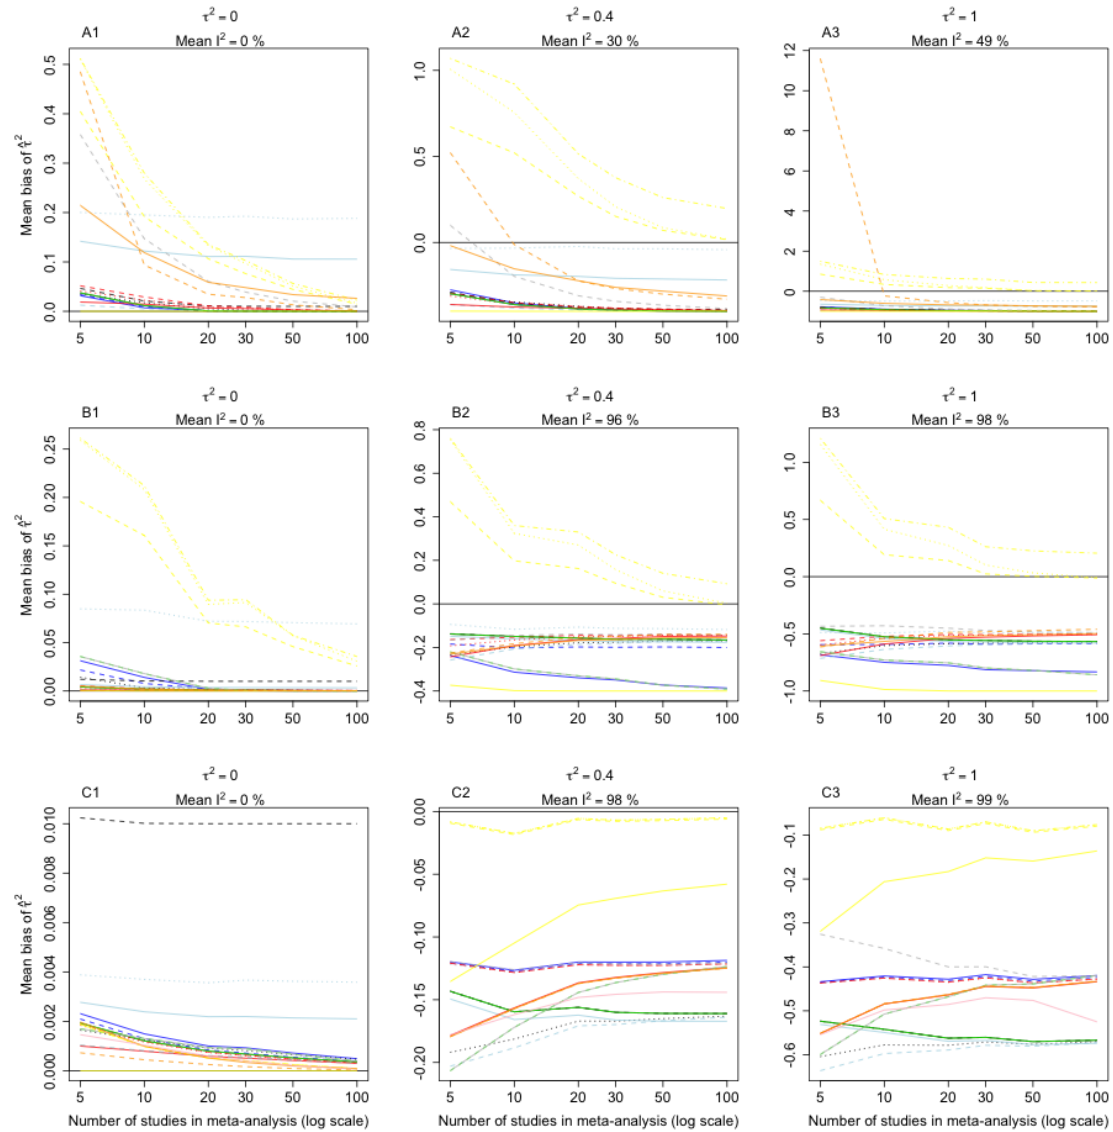 τ² = 0
A1
Mean I² = 0 %
Mean bias of τ̂²
0.0 0.1 0.2 0.3 0.4 0.5
5 10 20 30 50 100
τ² = 0.4
A2
Mean I² = 30 %
0.0 0.5 1.0
5 10 20 30 50 100
τ² = 1
A3
Mean I² = 49 %
0 2 4 6 8 10 12
5 10 20 30 50 100
τ² = 0
B1
Mean I² = 0 %
Mean bias of τ̂²
0.00 0.05 0.10 0.15 0.20 0.25
5 10 20 30 50 100
τ² = 0.4
B2
Mean I² = 96 %
-0.4 -0.2 0.0 0.2 0.4 0.6 0.8
5 10 20 30 50 100
τ² = 1
B3
Mean I² = 98 %
-1.0 -0.5 0.0 0.5 1.0
5 10 20 30 50 100
τ² = 0
C1
Mean I² = 0 %
Mean bias of τ̂²
0.000 0.002 0.004 0.006 0.008 0.010
5 10 20 30 50 100
Number of studies in meta-analysis (log scale)
τ² = 0.4
C2
Mean I² = 98 %
-0.20 -0.15 -0.10 -0.05 0.00
5 10 20 30 50 100
Number of studies in meta-analysis (log scale)
τ² = 1
C3
Mean I² = 99 %
-0.6 -0.5 -0.4 -0.3 -0.2 -0.1
5 10 20 30 50 100
Number of studies in meta-analysis (log scale)